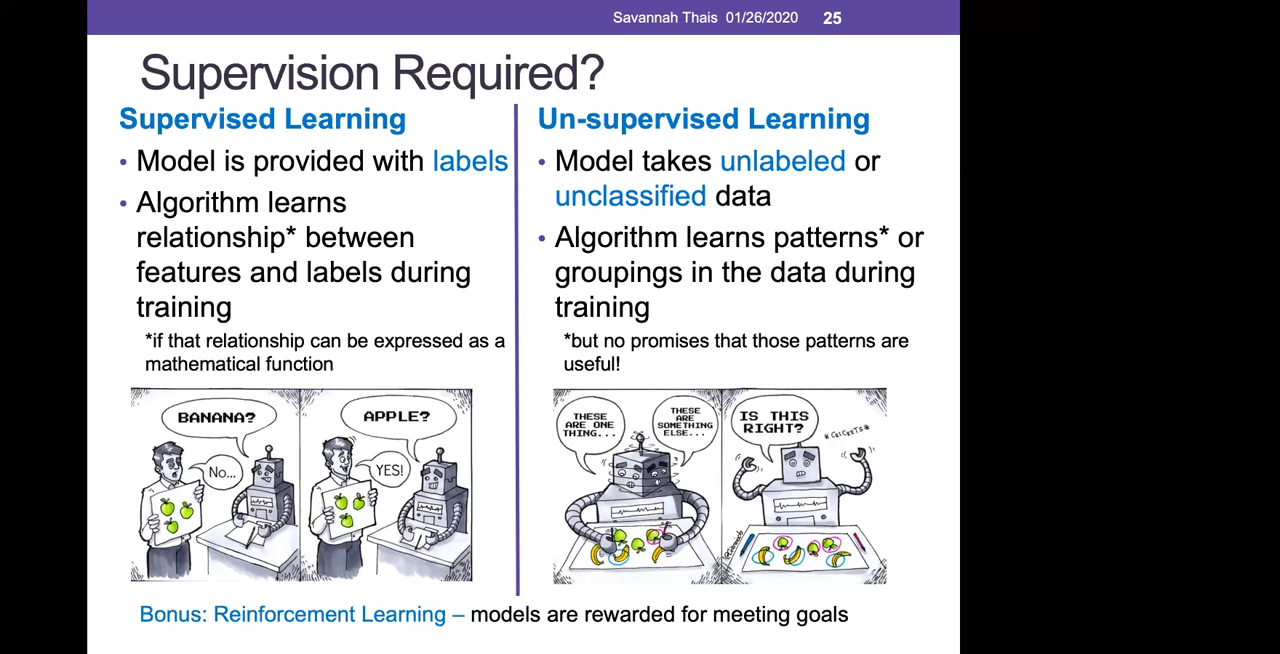 Savannah Thais 01/26/2020 25
Supervision Required?
Supervised Learning
• Model is provided with labels
• Algorithm learns
relationship* between
features and labels during
training
*if that relationship can be expressed as a
mathematical function
BANANA?
NO...
APPLE?
YES!
Un-supervised Learning
• Model takes unlabeled or
unclassified data
• Algorithm learns patterns* or
groupings in the data during
training
*but no promises that those patterns are
useful!
THESE
ARE ONE
THING...
THESE
ARE
SOMETHING
ELSE...
IS THIS
RIGHT?
*CRICKETS*
Bonus: Reinforcement Learning – models are rewarded for meeting goals